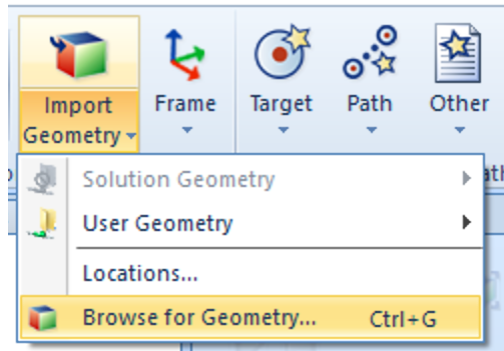 Import
Geometry
Frame
Target
Path
Other
Solution Geometry
User Geometry
Locations...
Browse for Geometry... Ctrl+G